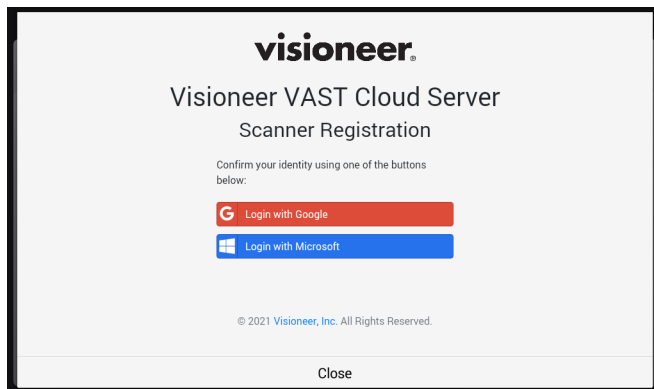 visioneer®
Visioneer VAST Cloud Server
Scanner Registration
Confirm your identity using one of the buttons
below:
G Login with Google
Login with Microsoft
© 2021 Visioneer, Inc. All Rights Reserved.
Close